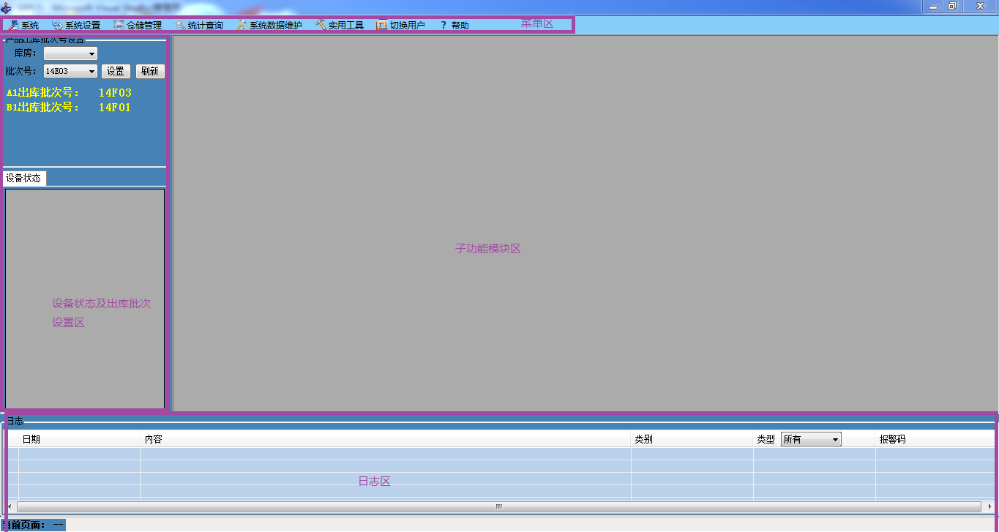 系统 系统设置 仓储管理 统计查询 系统数据维护 实用工具 切换用户 ? 帮助 菜单区
产品出库批次号设置
库房：
批次号： 14E03 设置 刷新
A1出库批次号： 14F03
B1出库批次号： 14F01
设备状态
设备状态及出库批次
设置区
子功能模块区
日志
日期 内容 类别 类型 所有 报警码
日志区
当前页面： --